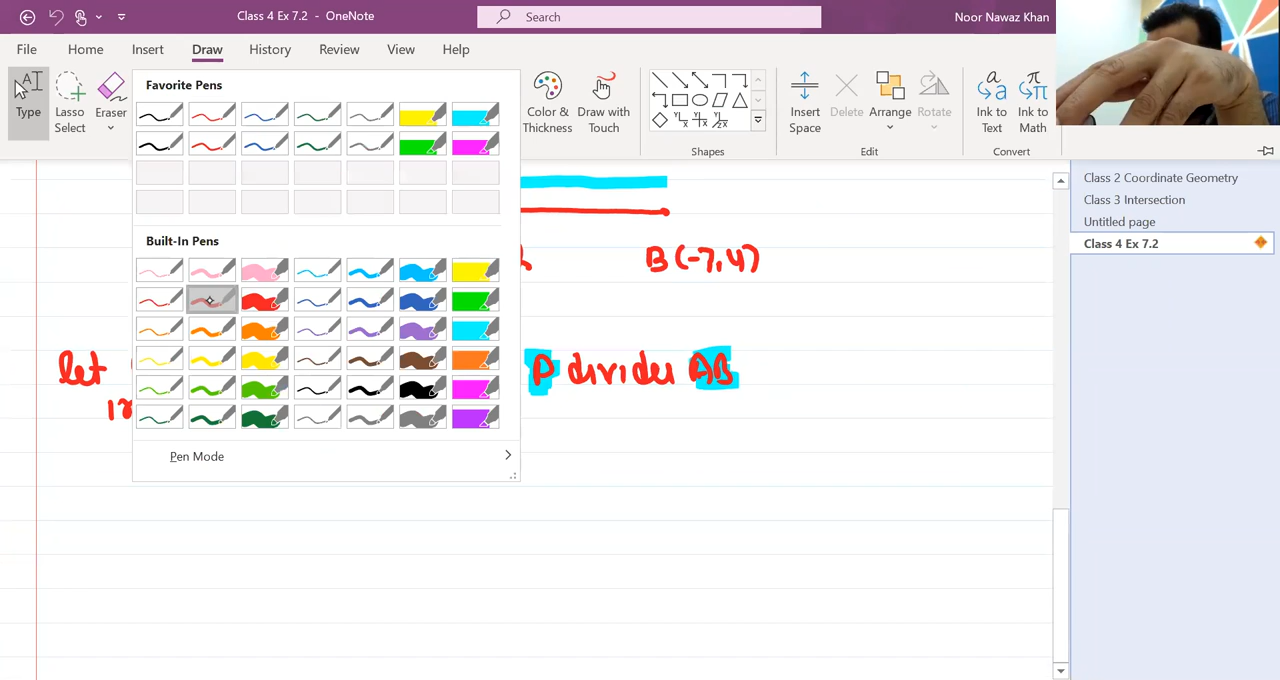 Class 4 Ex 7.2 - OneNote
Search
Noor Nawaz Khan
File Home Insert Draw History Review View Help
Type
Lasso Select
Eraser
Favorite Pens
Built-In Pens
Pen Mode
Color & Thickness
Draw with Touch
Shapes
Insert Space
Delete
Arrange
Rotate
Edit
Ink to Text
Ink to Math
Convert
Class 2 Coordinate Geometry
Class 3 Intersection
Untitled page
Class 4 Ex 7.2
B (-7,4)
let P divides AB